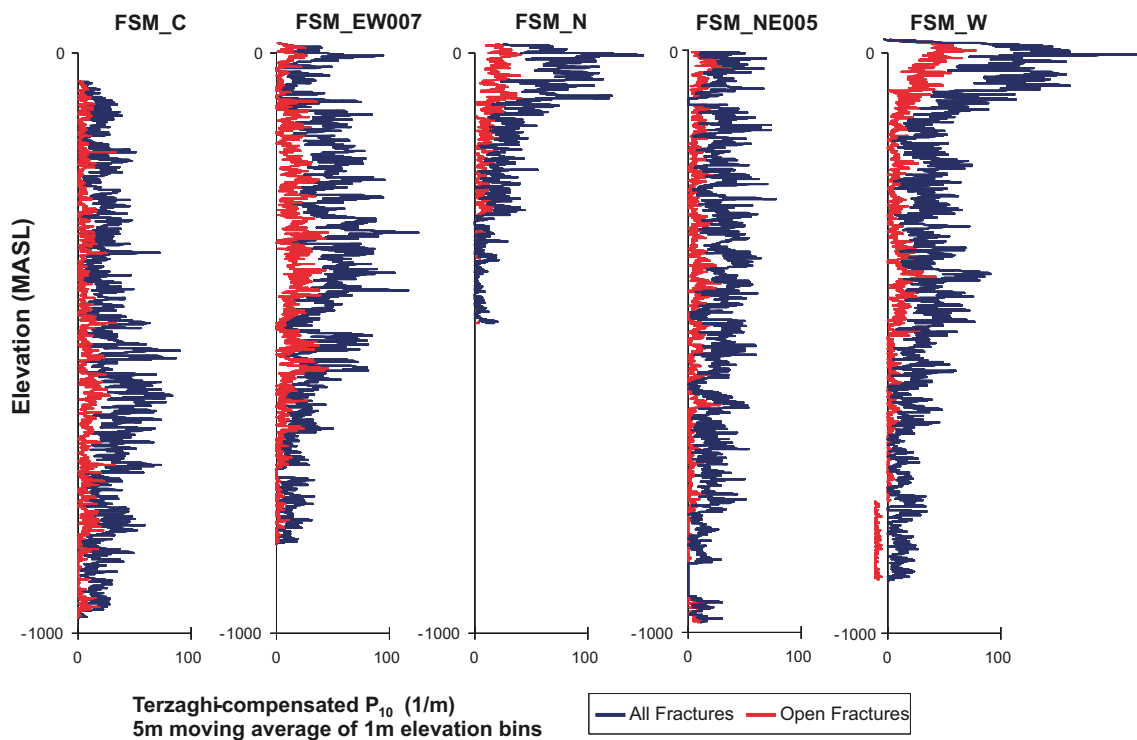 FSM_C FSM_EW007 FSM_N FSM_NE005 FSM_W
0 0 0 0 0
Elevation (MASL)
-1000 -1000 -1000 -1000 -1000
0 100 0 100 0 100 0 100 0 100
Terzaghi-compensated P10 (1/m)
5m moving average of 1m elevation bins
All Fractures Open Fractures